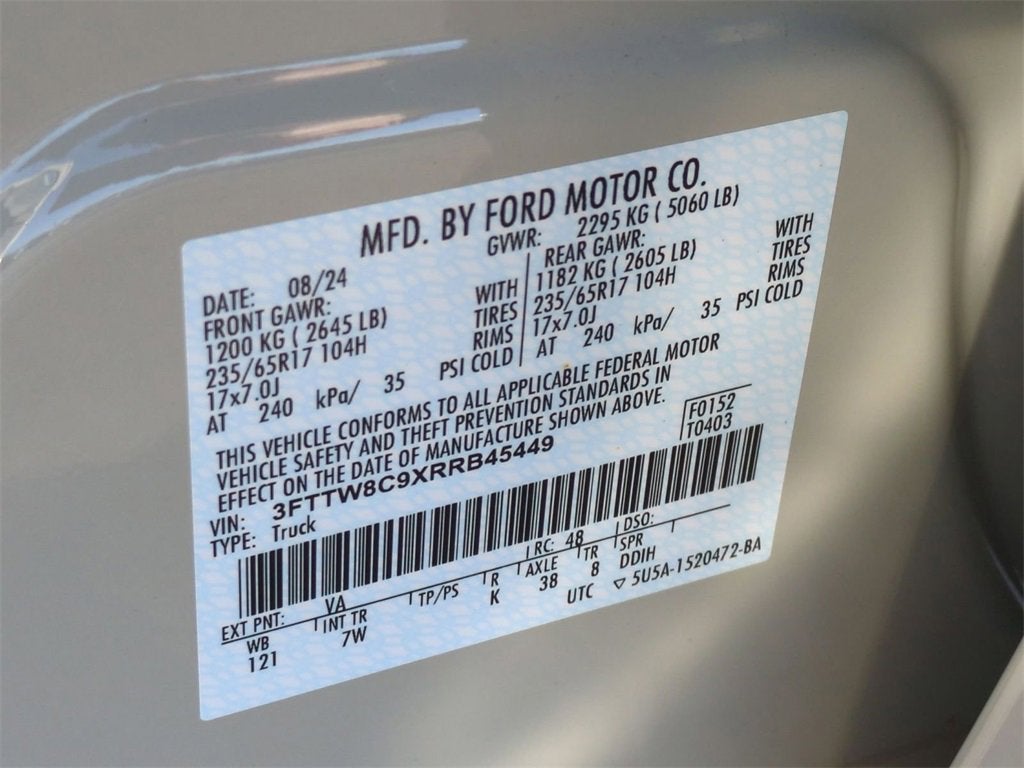 MFD. BY FORD MOTOR CO.
DATE: 08/24 GVWR: 2295 KG ( 5060 LB)
FRONT GAWR: WITH REAR GAWR: WITH
1200 KG ( 2645 LB) TIRES 1182 KG ( 2605 LB) TIRES
235/65R17 104H RIMS 235/65R17 104H RIMS
17x7.0J PSI COLD 17x7.0J PSI COLD
AT 240 kPa/ 35 AT 240 kPa/ 35
THIS VEHICLE CONFORMS TO ALL APPLICABLE FEDERAL MOTOR
VEHICLE SAFETY AND THEFT PREVENTION STANDARDS IN
EFFECT ON THE DATE OF MANUFACTURE SHOWN ABOVE.
VIN: 3FTTW8C9XRRB45449 F0152
TYPE: Truck T0403
EXT PNT: VA RC: 48 DSO:
WB INT TR TP/PS R AXLE TR SPR
121 7W K 38 8 DDIH
UTC ▽ 5U5A-1520472-BA